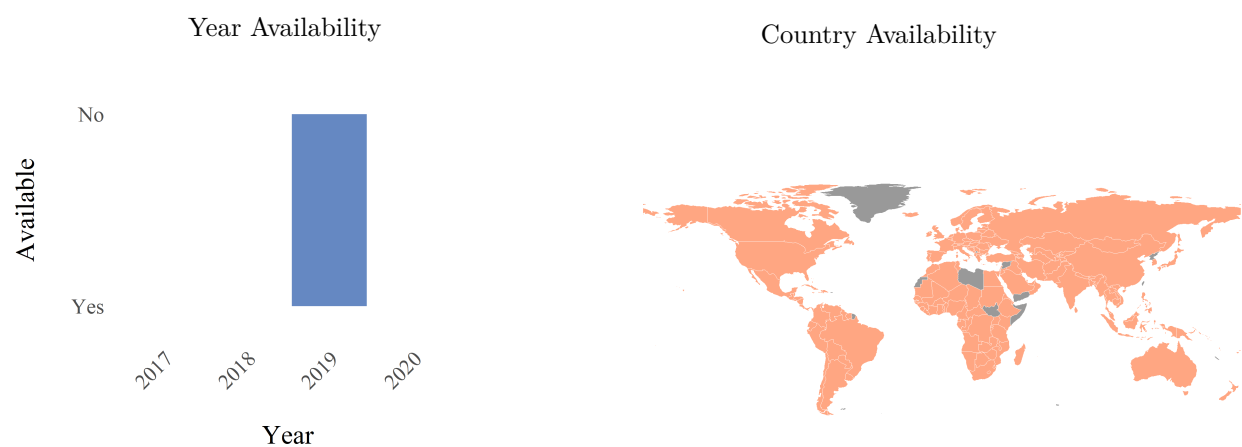 Year Availability
No
Available
Yes
2017
2018
2019
2020
Year
Country Availability